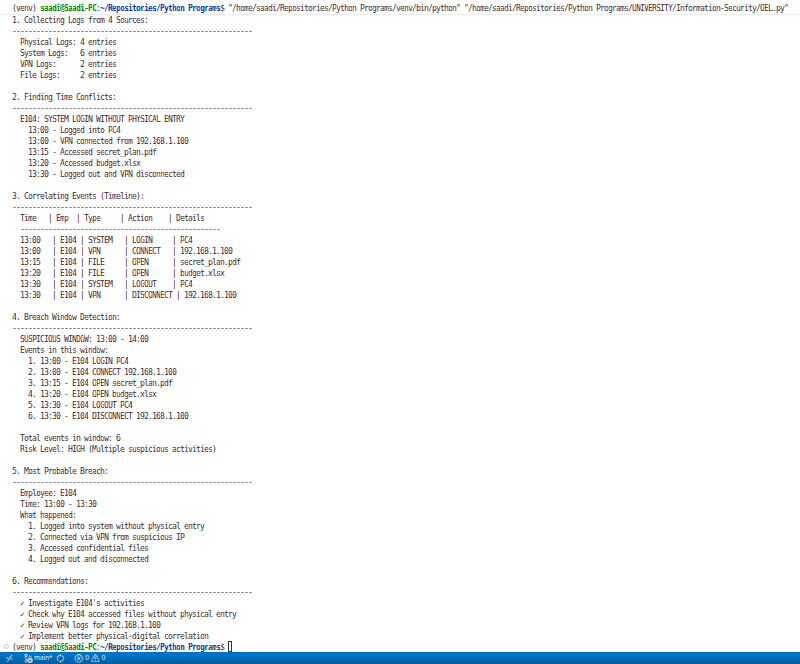 (venv) saadi@Saadi-PC:~/Repositories/Python Programs$ "/home/saadi/Repositories/Python Programs/venv/bin/python" "/home/saadi/Repositories/Python Programs/UNIVERSITY/Information-Security/OEL.py"
1. Collecting Logs from 4 Sources:
------------------------------------------------------------
Physical Logs: 4 entries
System Logs:   6 entries
VPN Logs:      2 entries
File Logs:     2 entries
2. Finding Time Conflicts:
------------------------------------------------------------
E104: SYSTEM LOGIN WITHOUT PHYSICAL ENTRY
13:00 - Logged into PC4
13:00 - VPN connected from 192.168.1.100
13:15 - Accessed secret_plan.pdf
13:20 - Accessed budget.xlsx
13:30 - Logged out and VPN disconnected
3. Correlating Events (Timeline):
------------------------------------------------------------
Time   | Emp  | Type     | Action    | Details
--------------------------------------------------
13:00   | E104 | SYSTEM   | LOGIN     | PC4
13:00   | E104 | VPN      | CONNECT   | 192.168.1.100
13:15   | E104 | FILE     | OPEN      | secret_plan.pdf
13:20   | E104 | FILE     | OPEN      | budget.xlsx
13:30   | E104 | SYSTEM   | LOGOUT    | PC4
13:30   | E104 | VPN      | DISCONNECT | 192.168.1.100
4. Breach Window Detection:
------------------------------------------------------------
SUSPICIOUS WINDOW: 13:00 - 14:00
Events in this window:
1. 13:00 - E104 LOGIN PC4
2. 13:00 - E104 CONNECT 192.168.1.100
3. 13:15 - E104 OPEN secret_plan.pdf
4. 13:20 - E104 OPEN budget.xlsx
5. 13:30 - E104 LOGOUT PC4
6. 13:30 - E104 DISCONNECT 192.168.1.100
Total events in window: 6
Risk Level: HIGH (Multiple suspicious activities)
5. Most Probable Breach:
------------------------------------------------------------
Employee: E104
Time: 13:00 - 13:30
What happened:
1. Logged into system without physical entry
2. Connected via VPN from suspicious IP
3. Accessed confidential files
4. Logged out and disconnected
6. Recommendations:
------------------------------------------------------------
✓ Investigate E104's activities
✓ Check why E104 accessed files without physical entry
✓ Review VPN logs for 192.168.1.100
✓ Implement better physical-digital correlation
(venv) saadi@Saadi-PC:~/Repositories/Python Programs$
main* 0 0